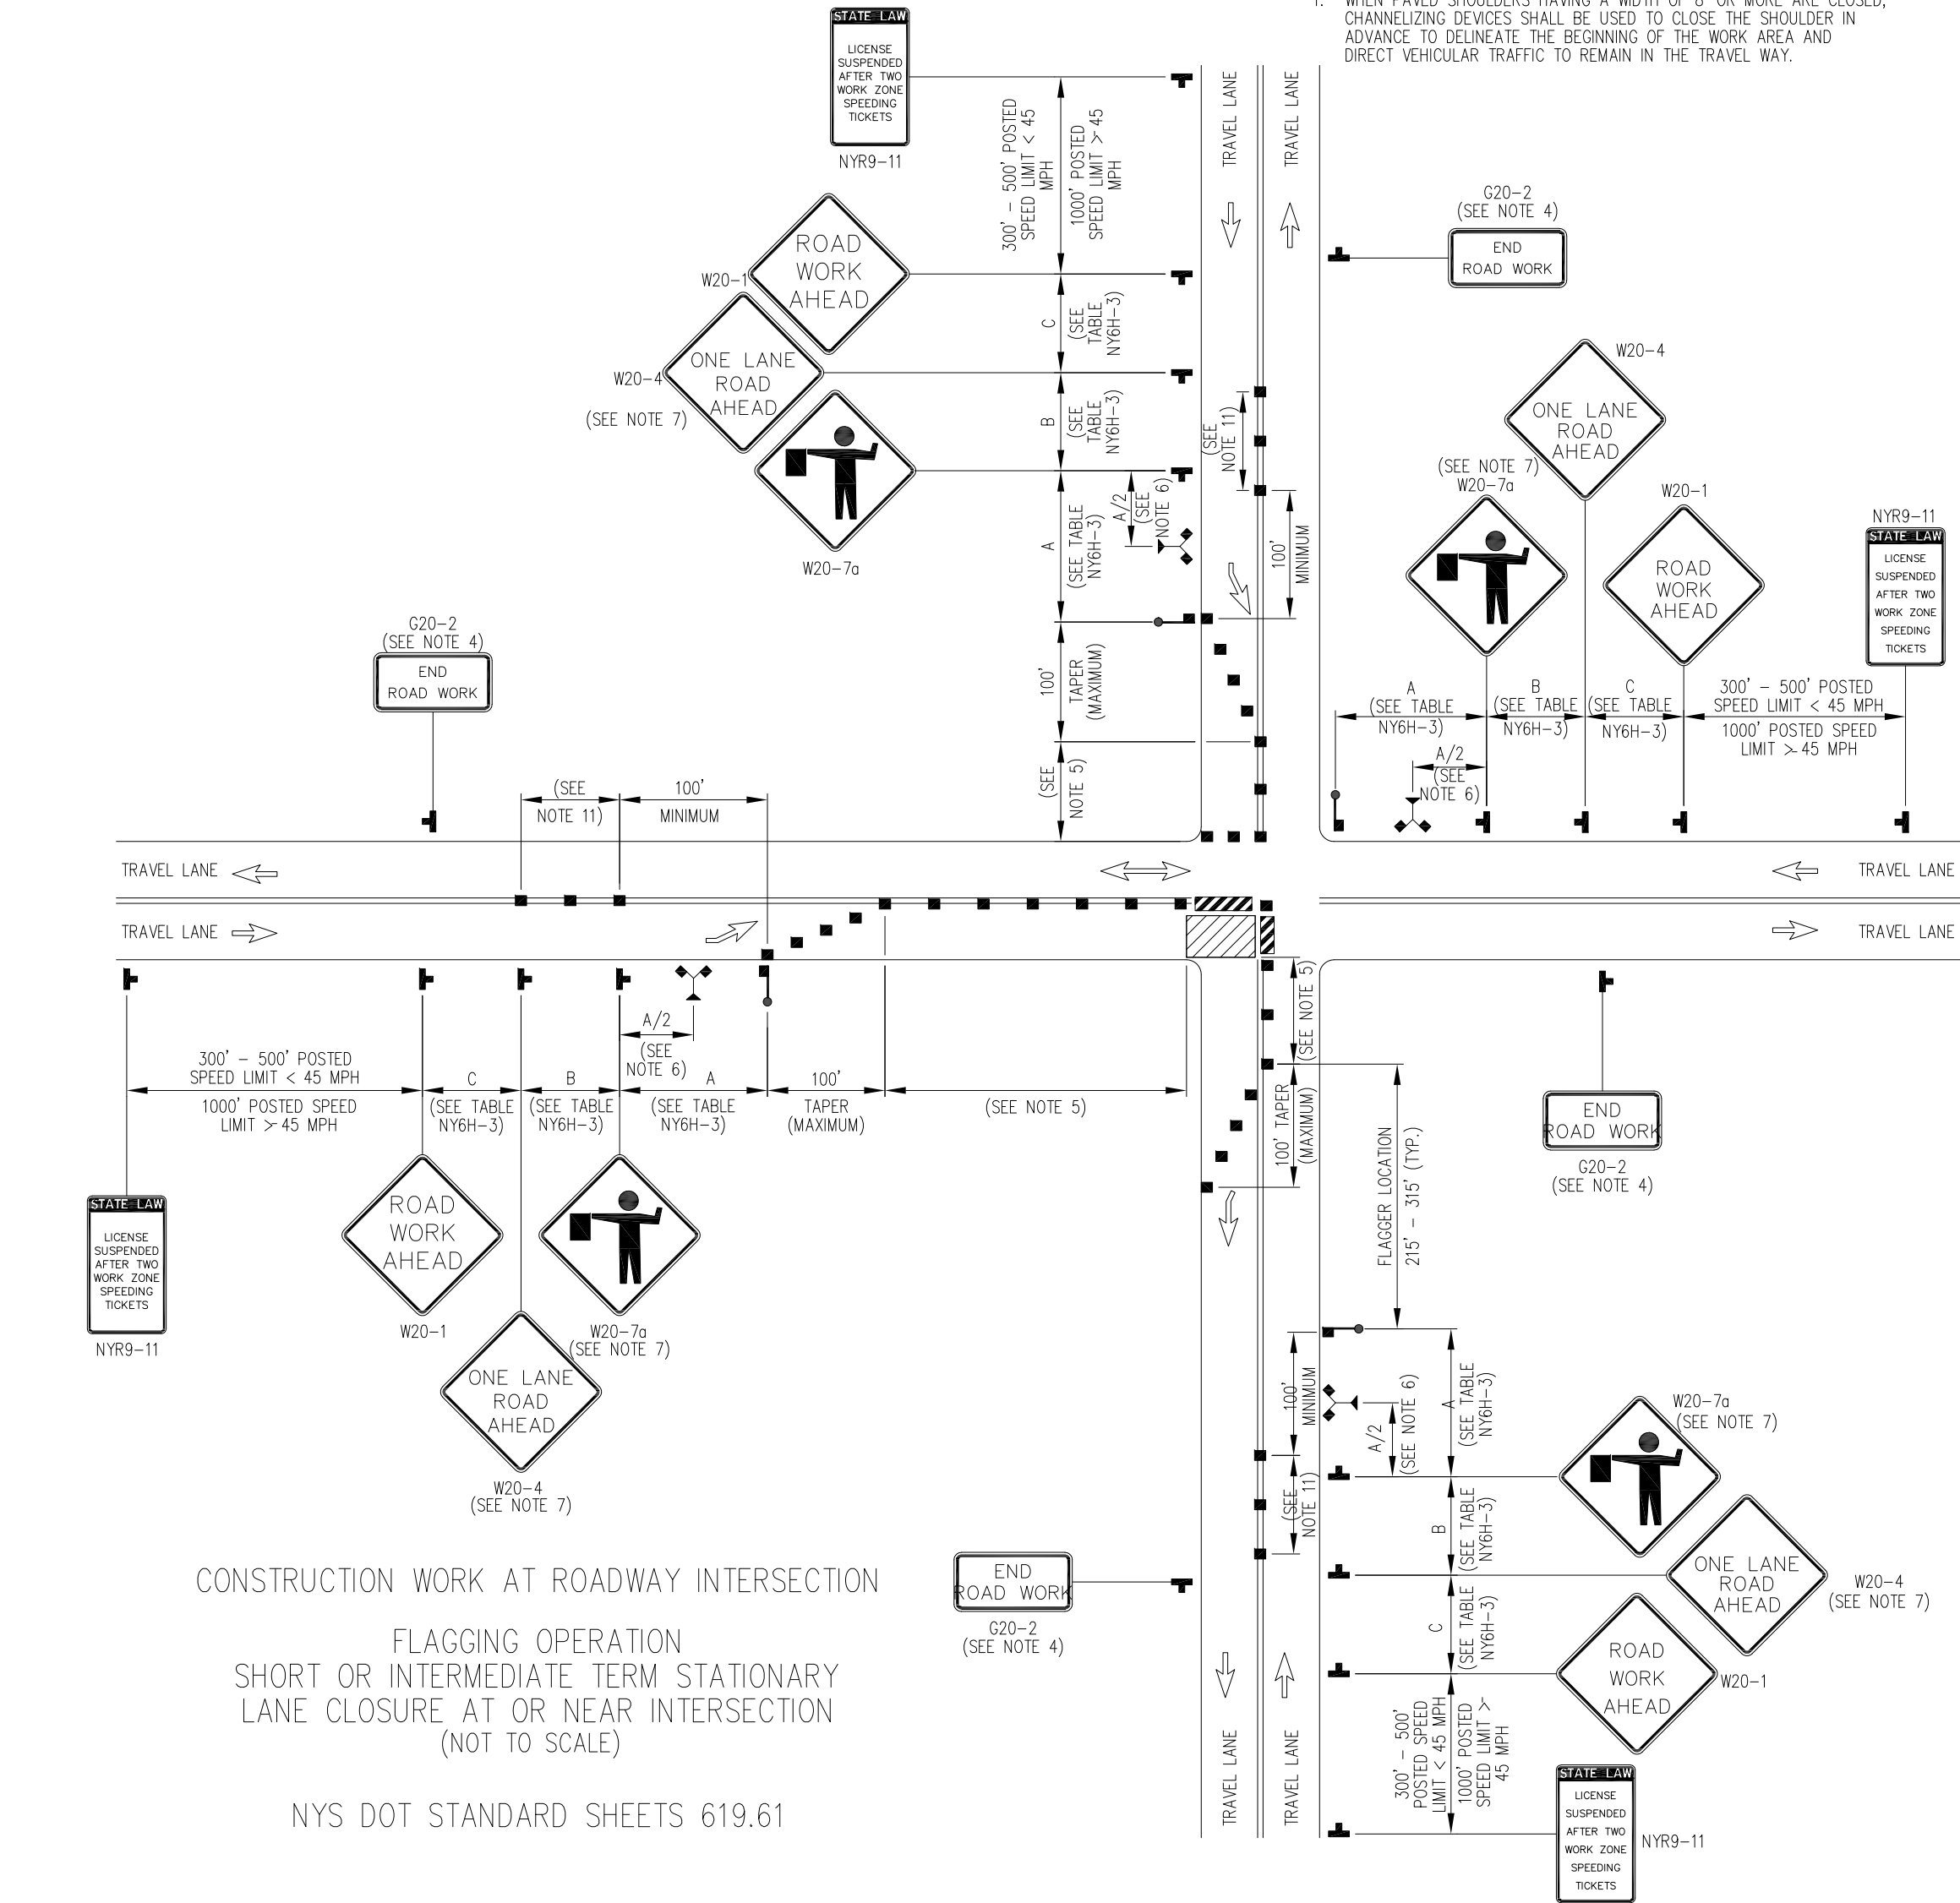 1. WHEN PAVED SHOULDERS HAVING A WIDTH OF 8' OR MORE ARE CLOSED,
CHANNELIZING DEVICES SHALL BE USED TO CLOSE THE SHOULDER IN
ADVANCE TO DELINEATE THE BEGINNING OF THE WORK AREA AND
DIRECT VEHICULAR TRAFFIC TO REMAIN IN THE TRAVEL WAY.
STATE LAW
LICENSE
SUSPENDED
AFTER TWO
WORK ZONE
SPEEDING
TICKETS
NYR9-11
300' - 500' POSTED
SPEED LIMIT < 45
MPH
1000' POSTED
SPEED LIMIT > 45
MPH
TRAVEL LANE
TRAVEL LANE
ROAD
WORK
AHEAD
W20-1
C
(SEE
TABLE
NY6H-3)
ONE LANE
ROAD
AHEAD
W20-4
(SEE NOTE 7)
B
(SEE
TABLE
NY6H-3)
W20-7a
A
(SEE TABLE
NY6H-3)
A/2
(SEE
NOTE 6)
(SEE
NOTE 11)
100'
MINIMUM
100'
TAPER
(MAXIMUM)
(SEE
NOTE 5)
G20-2
(SEE NOTE 4)
END
ROAD WORK
W20-4
ONE LANE
ROAD
AHEAD
(SEE NOTE 7)
W20-7a
W20-1
ROAD
WORK
AHEAD
NYR9-11
STATE LAW
LICENSE
SUSPENDED
AFTER TWO
WORK ZONE
SPEEDING
TICKETS
A
(SEE TABLE
NY6H-3)
B
(SEE TABLE
NY6H-3)
C
(SEE TABLE
NY6H-3)
300' - 500' POSTED
SPEED LIMIT < 45 MPH
1000' POSTED SPEED
LIMIT > 45 MPH
A/2
(SEE
NOTE 6)
G20-2
(SEE NOTE 4)
END
ROAD WORK
(SEE
NOTE 11)
100'
MINIMUM
TRAVEL LANE
TRAVEL LANE
TRAVEL LANE
TRAVEL LANE
A/2
(SEE
NOTE 6)
300' - 500' POSTED
SPEED LIMIT < 45 MPH
1000' POSTED SPEED
LIMIT > 45 MPH
C
(SEE TABLE
NY6H-3)
B
(SEE TABLE
NY6H-3)
A
(SEE TABLE
NY6H-3)
100'
TAPER
(MAXIMUM)
(SEE NOTE 5)
STATE LAW
LICENSE
SUSPENDED
AFTER TWO
WORK ZONE
SPEEDING
TICKETS
NYR9-11
ROAD
WORK
AHEAD
W20-1
W20-7a
(SEE NOTE 7)
ONE LANE
ROAD
AHEAD
W20-4
(SEE NOTE 7)
(SEE NOTE 5)
100' TAPER
(MAXIMUM)
FLAGGER LOCATION
215' - 315' (TYP.)
END
ROAD WORK
G20-2
(SEE NOTE 4)
100'
MINIMUM
A/2
(SEE NOTE 6)
A
(SEE TABLE
NY6H-3)
W20-7a
(SEE NOTE 7)
(SEE
NOTE 11)
B
(SEE TABLE
NY6H-3)
ONE LANE
ROAD
AHEAD
W20-4
(SEE NOTE 7)
C
(SEE TABLE
NY6H-3)
ROAD
WORK
AHEAD
W20-1
END
ROAD WORK
G20-2
(SEE NOTE 4)
TRAVEL LANE
TRAVEL LANE
300' - 500'
POSTED SPEED
LIMIT < 45 MPH
1000' POSTED
SPEED LIMIT >
45 MPH
STATE LAW
LICENSE
SUSPENDED
AFTER TWO
WORK ZONE
SPEEDING
TICKETS
NYR9-11
CONSTRUCTION WORK AT ROADWAY INTERSECTION
FLAGGING OPERATION
SHORT OR INTERMEDIATE TERM STATIONARY
LANE CLOSURE AT OR NEAR INTERSECTION
(NOT TO SCALE)
NYS DOT STANDARD SHEETS 619.61